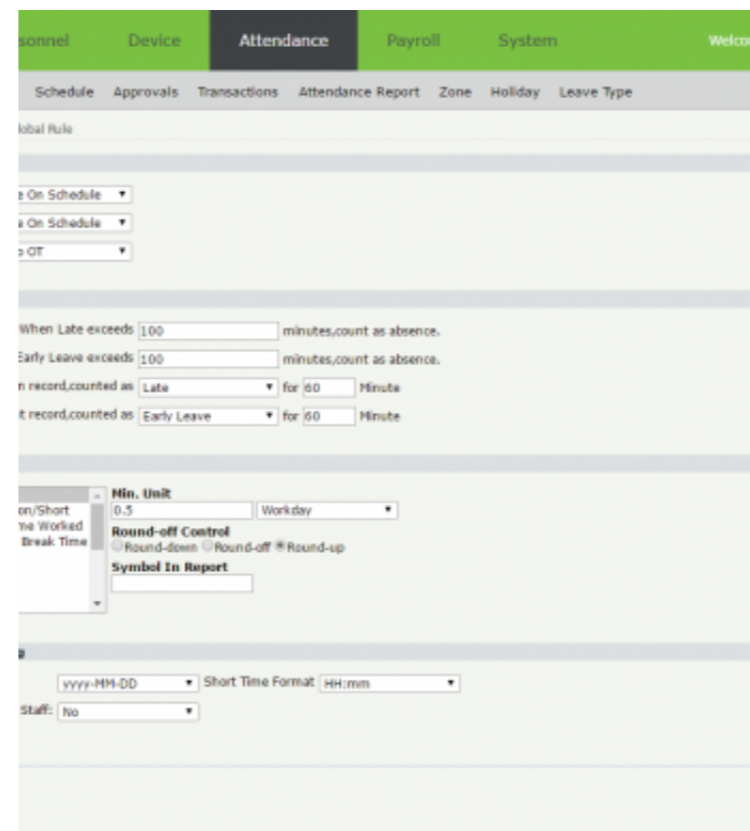 sonnel Device Attendance Payroll System Welco
Schedule Approvals Transactions Attendance Report Zone Holiday Leave Type
lobal Rule
e On Schedule
e On Schedule
o OT
When Late exceeds 100 minutes,count as absence.
Early Leave exceeds 100 minutes,count as absence.
n record,counted as Late for 60 Minute
t record,counted as Early Leave for 60 Minute
Min. Unit
on/Short 0.5 Workday
me Worked Round-off Control
Break Time Round-down Round-off Round-up
Symbol In Report
yyyy-MM-DD Short Time Format HH:mm
Staff: No